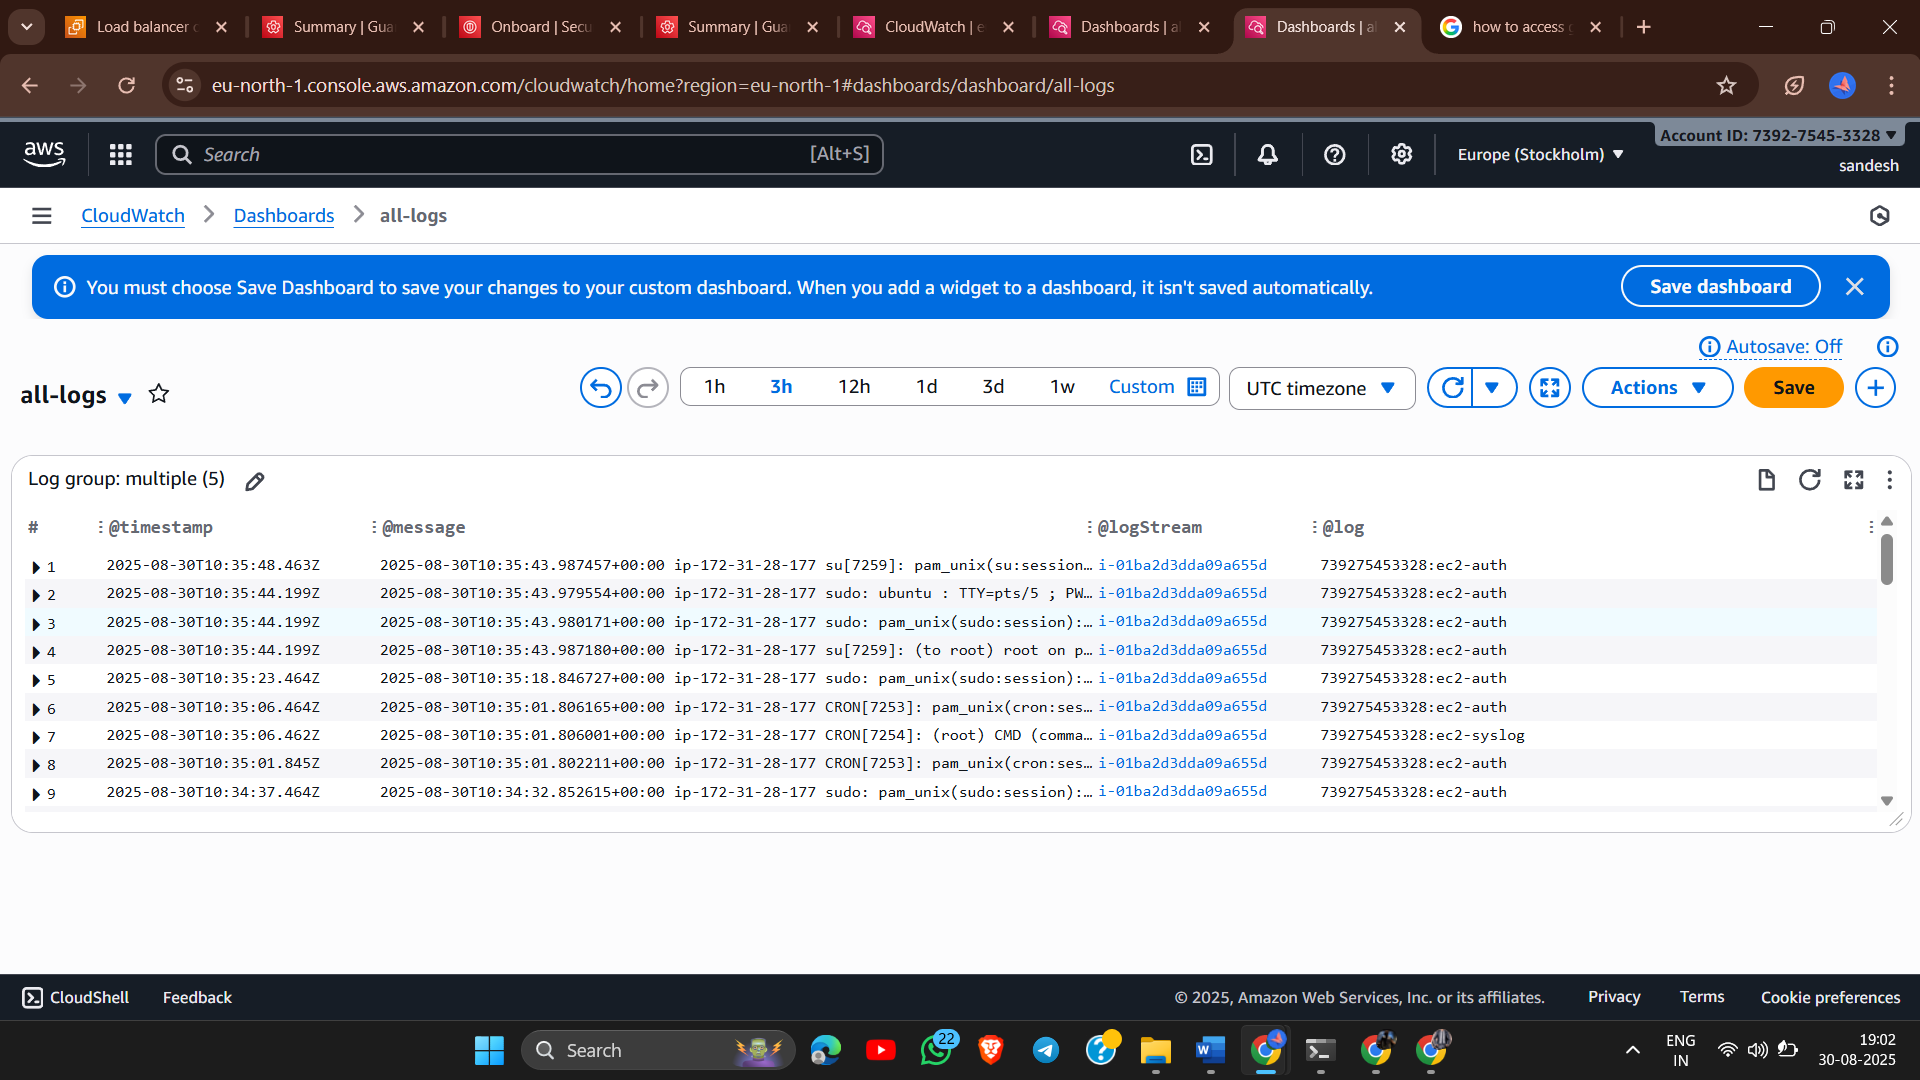 Load balancer c
Summary | Gua
Onboard | Secu
Summary | Gua
CloudWatch | e
Dashboards | al
Dashboards | al
how to access g
eu-north-1.console.aws.amazon.com/cloudwatch/home?region=eu-north-1#dashboards/dashboard/all-logs
aws
Search
[Alt+S]
Europe (Stockholm)
Account ID: 7392-7545-3328
sandesh
CloudWatch
Dashboards
all-logs
You must choose Save Dashboard to save your changes to your custom dashboard. When you add a widget to a dashboard, it isn't saved automatically.
Save dashboard
Autosave: Off
all-logs
1h 3h 12h 1d 3d 1w Custom
UTC timezone
Actions
Save
Log group: multiple (5)
# @timestamp @message @logStream @log
1 2025-08-30T10:35:48.463Z 2025-08-30T10:35:43.987457+00:00 ip-172-31-28-177 su[7259]: pam_unix(su:session… i-01ba2d3dda09a655d 739275453328:ec2-auth
2 2025-08-30T10:35:44.199Z 2025-08-30T10:35:43.979554+00:00 ip-172-31-28-177 sudo: ubuntu : TTY=pts/5 ; PW… i-01ba2d3dda09a655d 739275453328:ec2-auth
3 2025-08-30T10:35:44.199Z 2025-08-30T10:35:43.980171+00:00 ip-172-31-28-177 sudo: pam_unix(sudo:session):… i-01ba2d3dda09a655d 739275453328:ec2-auth
4 2025-08-30T10:35:44.199Z 2025-08-30T10:35:43.987180+00:00 ip-172-31-28-177 su[7259]: (to root) root on p… i-01ba2d3dda09a655d 739275453328:ec2-auth
5 2025-08-30T10:35:23.464Z 2025-08-30T10:35:18.846727+00:00 ip-172-31-28-177 sudo: pam_unix(sudo:session):… i-01ba2d3dda09a655d 739275453328:ec2-auth
6 2025-08-30T10:35:06.464Z 2025-08-30T10:35:01.806165+00:00 ip-172-31-28-177 CRON[7253]: pam_unix(cron:ses… i-01ba2d3dda09a655d 739275453328:ec2-auth
7 2025-08-30T10:35:06.462Z 2025-08-30T10:35:01.806001+00:00 ip-172-31-28-177 CRON[7254]: (root) CMD (comma… i-01ba2d3dda09a655d 739275453328:ec2-syslog
8 2025-08-30T10:35:01.845Z 2025-08-30T10:35:01.802211+00:00 ip-172-31-28-177 CRON[7253]: pam_unix(cron:ses… i-01ba2d3dda09a655d 739275453328:ec2-auth
9 2025-08-30T10:34:37.464Z 2025-08-30T10:34:32.852615+00:00 ip-172-31-28-177 sudo: pam_unix(sudo:session):… i-01ba2d3dda09a655d 739275453328:ec2-auth
CloudShell
Feedback
© 2025, Amazon Web Services, Inc. or its affiliates.
Privacy
Terms
Cookie preferences
Search
22
ENG
IN
19:02
30-08-2025